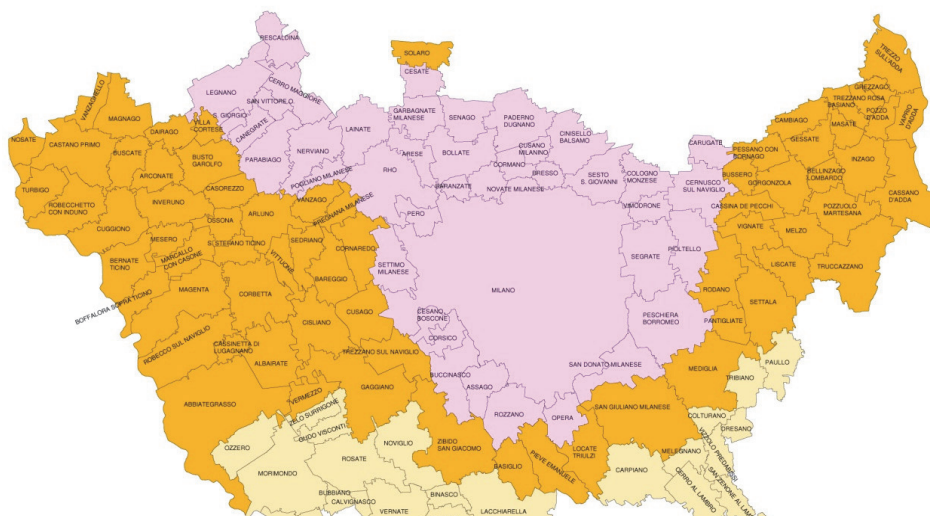 RESCALDINA
SOLARO
CESATE
LEGNANO
CERRO MAGGIORE
SAN VITTORE O.
S. GIORGIO
CANEGRATE
VILLA
CORTESE
PARABIAGO
NERVIANO
POGLIANO MILANESE
LAINATE
GARBAGNATE
MILANESE
SENAGO
PADERNO
DUGNANO
CINISELLO
BALSAMO
CUSANO
MILANINO
ARESE
BOLLATE
CORMANO
BRESSO
RHO
BARANZATE
NOVATE MILANESE
SESTO
S. GIOVANNI
COLOGNO
MONZESE
VIMODRONE
CARUGATE
CERNUSCO
SUL NAVIGLIO
PERO
SETTIMO
MILANESE
MILANO
SEGRATE
PIOLTELLO
PESCHIERA
BORROMEO
CESANO
BOSCONE
CORSICO
BUCCINASCO
ASSAGO
ROZZANO
OPERA
SAN DONATO MILANESE
VANZAGHELLO
MAGNAGO
NOSATE
CASTANO PRIMO
BUSCATE
DAIRAGO
BUSTO
GAROLFO
ARCONATE
TURBIGO
ROBECCHETTO
CON INDUNO
INVERUNO
CASOREZZO
CUGGIONO
OSSONA
ARLUNO
VANZAGO
PREGNANA MILANESE
MESERO
S. STEFANO TICINO
SEDRIANO
CORNAREDO
BERNATE
TICINO
MARCALLO
CON CASONE
VITTUONE
BAREGGIO
BOFFALORA SOPRA TICINO
MAGENTA
CORBETTA
CUSAGO
CISLIANO
ROBECCO SUL NAVIGLIO
CASSINETTA DI
LUGAGNANO
ALBAIRATE
TREZZANO SUL NAVIGLIO
ABBIATEGRASSO
VERMEZZO
GAGGIANO
ZELO SURRIGONE
GUDO VISCONTI
OZZERO
MORIMONDO
ROSATE
NOVIGLIO
ZIBIDO
SAN GIACOMO
BASIGLIO
PIEVE EMANUELE
LOCATE
TRIULZI
BUBBIANO
CALVIGNASCO
VERNATE
BINASCO
LACCHIARELLA
CARPIANO
SAN GIULIANO MILANESE
MELEGNANO
COLTURANO
VIZZOLO PREDABISSI
DRESANO
CERRO AL LAMBRO
SAN ZENONE AL LAM
MEDIGLIA
TRIBIANO
PAULLO
PANTIGLIATE
RODANO
SETTALA
LISCATE
TRUCCAZZANO
VIGNATE
MELZO
POZZUOLO
MARTESANA
CASSINA DE PECCHI
BUSSERO
GORGONZOLA
PESSANO CON
BORNAGO
BELLINZAGO
LOMBARDO
INZAGO
CASSANO
D'ADDA
CAMBIAGO
GESSATE
MASATE
BASIANO
TREZZANO ROSA
GREZZAGO
POZZO
D'ADDA
VAPRIO
D'ADDA
TREZZO
SULL'ADDA